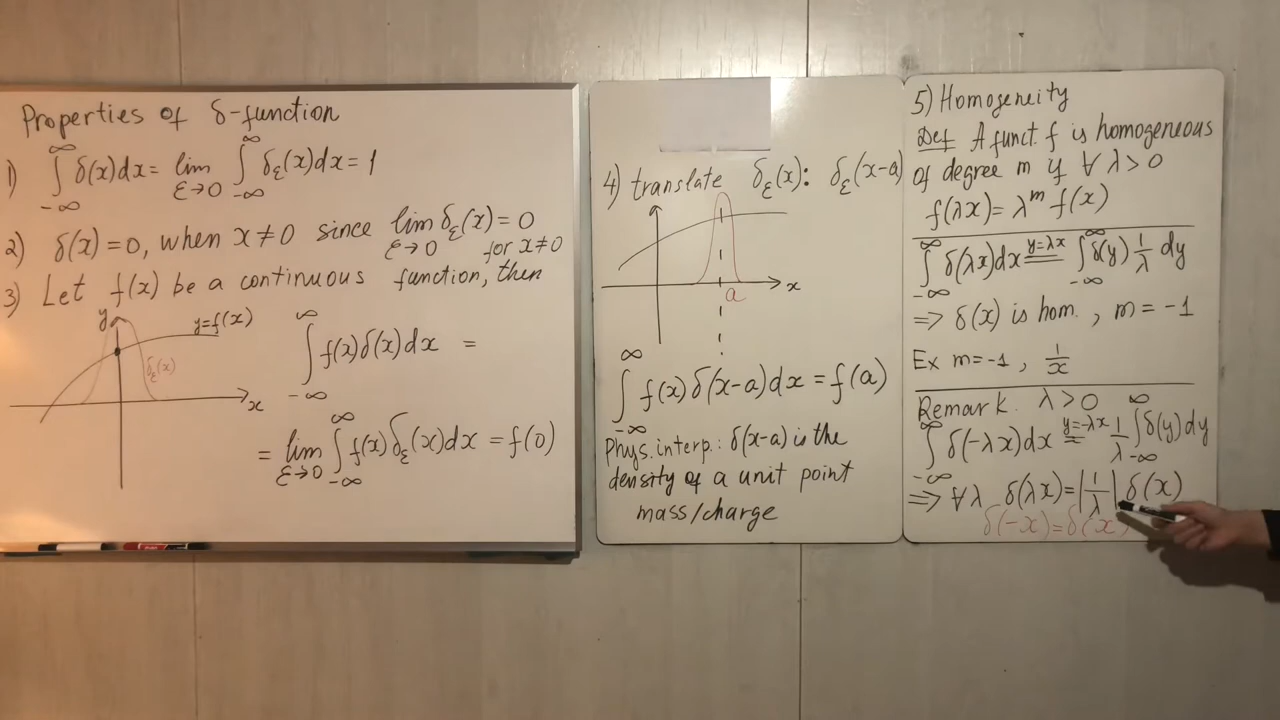 Properties of δ-function
1) ∫_{-∞}^{∞} δ(x)dx = lim_{ε→0} ∫_{-∞}^{∞} δ_ε(x)dx = 1
2) δ(x)=0, when x≠0 since lim_{ε→0} δ_ε(x)=0 for x≠0
3) Let f(x) be a continuous function, then
y
y=f(x)
δ_ε(x)
x
∫_{-∞}^{∞} f(x)δ(x)dx =
= lim_{ε→0} ∫_{-∞}^{∞} f(x)δ_ε(x)dx = f(0)
4) translate δ_ε(x): δ_ε(x-a)
a
x
∫_{-∞}^{∞} f(x)δ(x-a)dx = f(a)
Phys. interp.: δ(x-a) is the
density of a unit point
mass/charge
5) Homogeneity
Def A funct. f is homogeneous
of degree m if ∀ λ>0
f(λx)=λ^m f(x)
∫_{-∞}^{∞} δ(λx)dx =^{y=λx} ∫_{-∞}^{∞} δ(y) 1/λ dy
⇒ δ(x) is hom., m=-1
Ex m=-1, 1/x
Remark. λ>0
∫_{-∞}^{∞} δ(-λx)dx =^{y=-λx} 1/λ ∫_{-∞}^{∞} δ(y)dy
⇒ ∀λ δ(λx)=|1/λ| δ(x)
δ(-x)=δ(x)